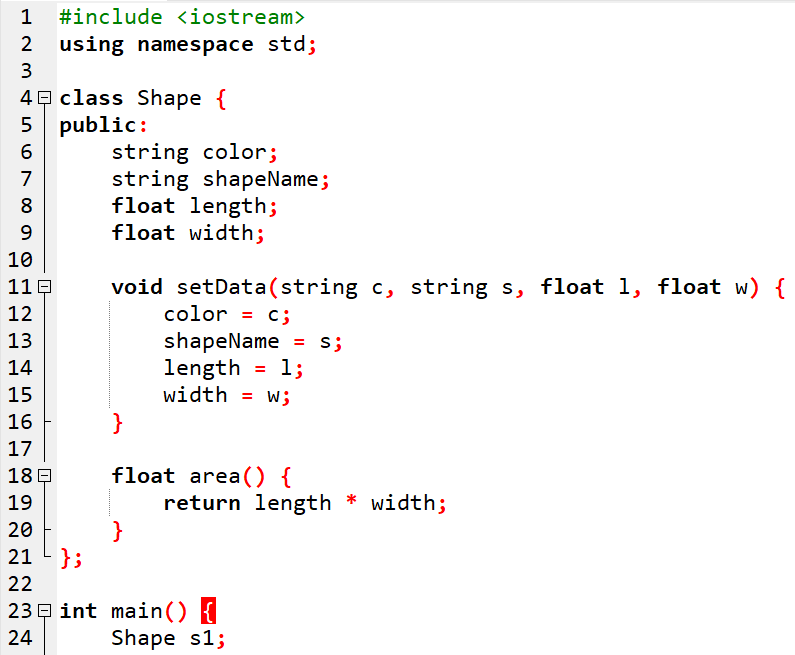 1 #include <iostream>
2 using namespace std;
3
4 class Shape {
5 public:
6     string color;
7     string shapeName;
8     float length;
9     float width;
10
11     void setData(string c, string s, float l, float w) {
12         color = c;
13         shapeName = s;
14         length = l;
15         width = w;
16     }
17
18     float area() {
19         return length * width;
20     }
21 };
22
23 int main() {
24     Shape s1;